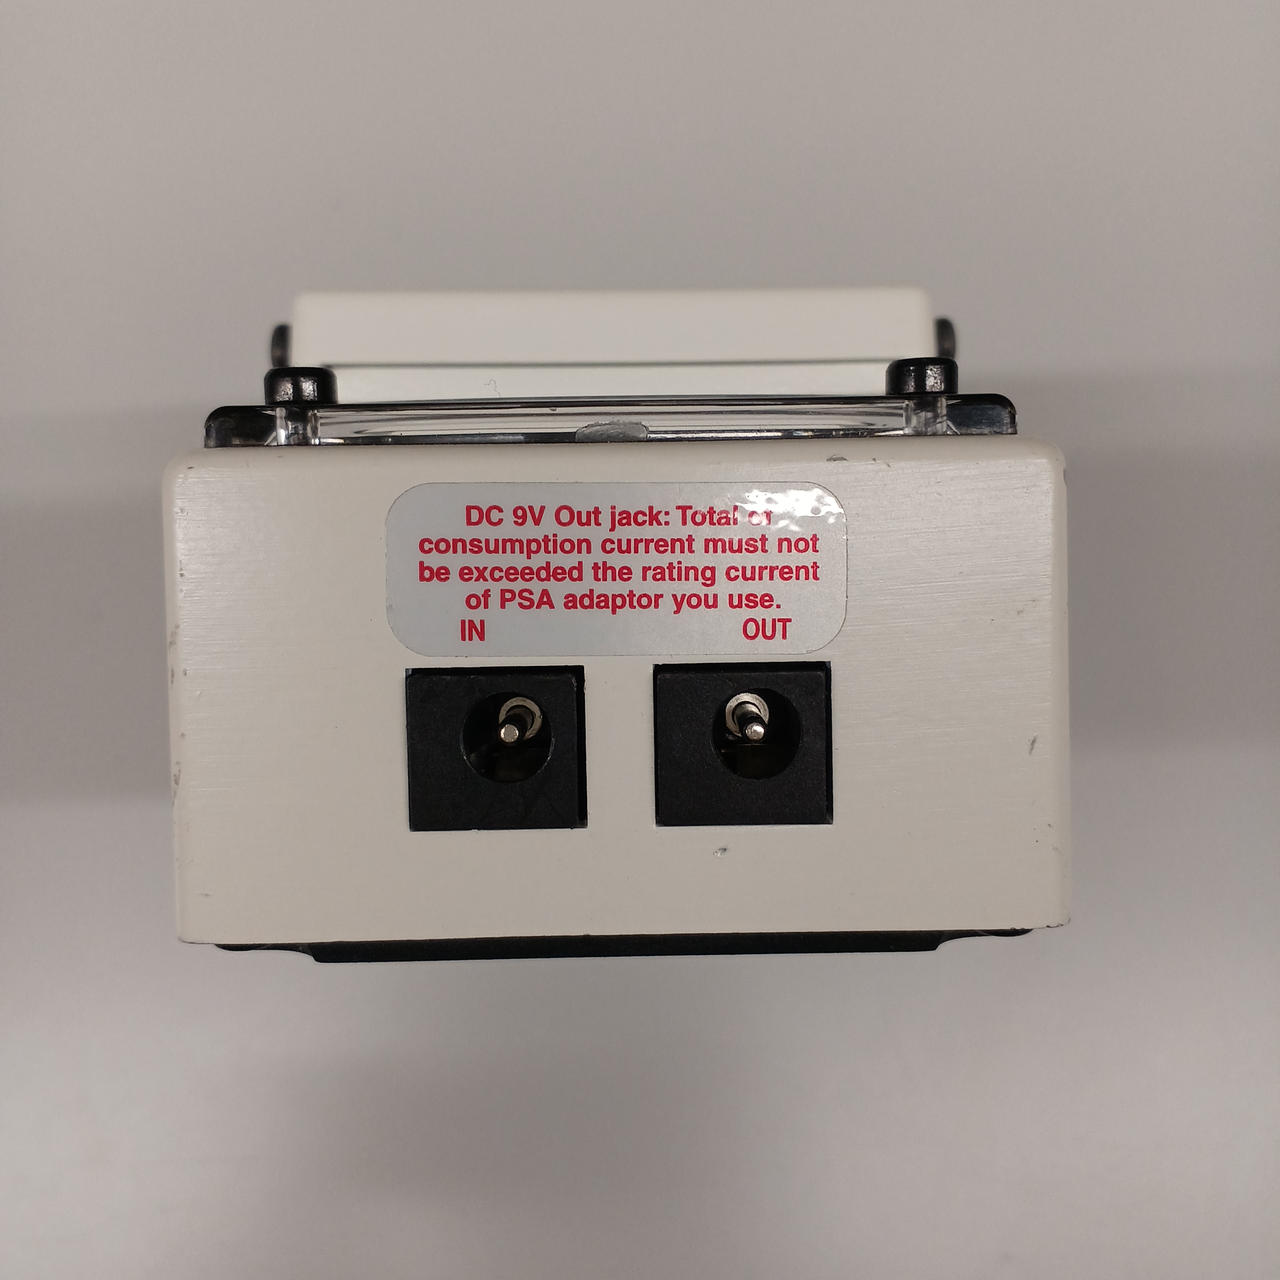 DC 9V Out jack: Total of
consumption current must not
be exceeded the rating current
of PSA adaptor you use.
IN OUT